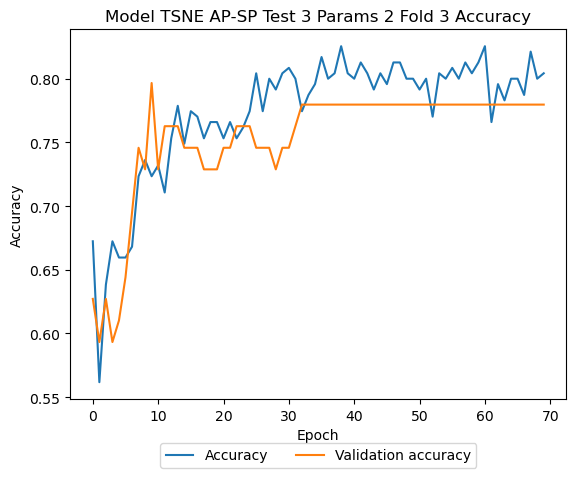 Model TSNE AP-SP Test 3 Params 2 Fold 3 Accuracy
0.80
0.75
0.70
0.65
0.60
0.55
Accuracy
0 10 20 30 40 50 60 70
Epoch
Accuracy Validation accuracy